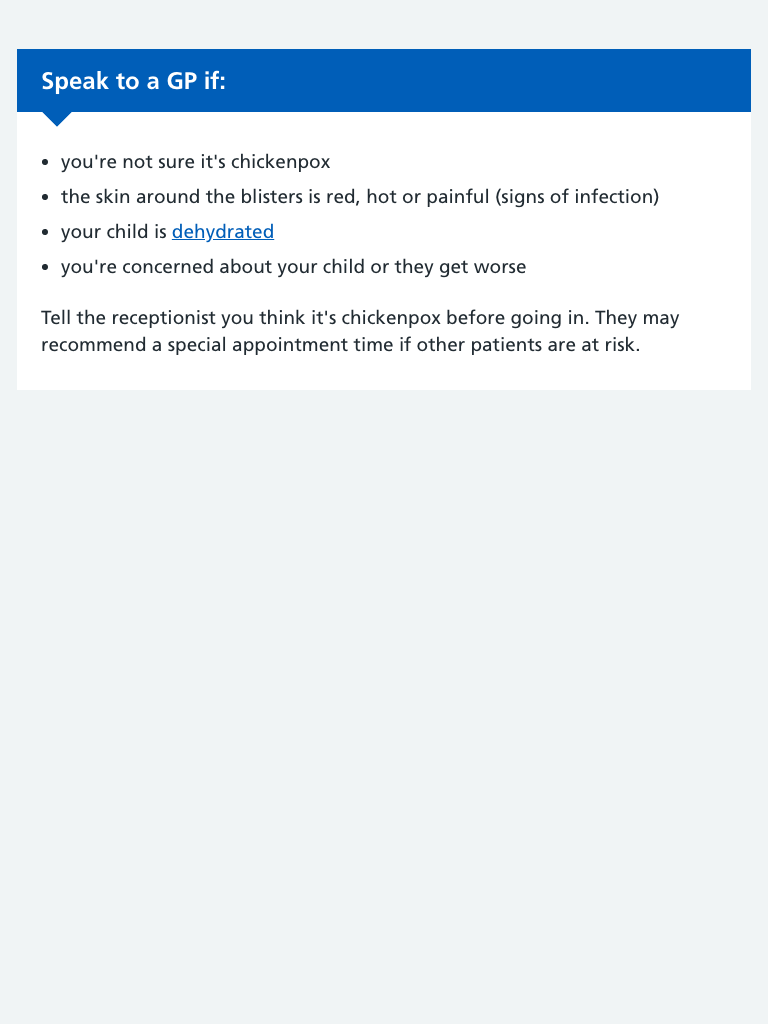 Speak to a GP if:
you're not sure it's chickenpox
the skin around the blisters is red, hot or painful (signs of infection)
your child is dehydrated
you're concerned about your child or they get worse
Tell the receptionist you think it's chickenpox before going in. They may
recommend a special appointment time if other patients are at risk.